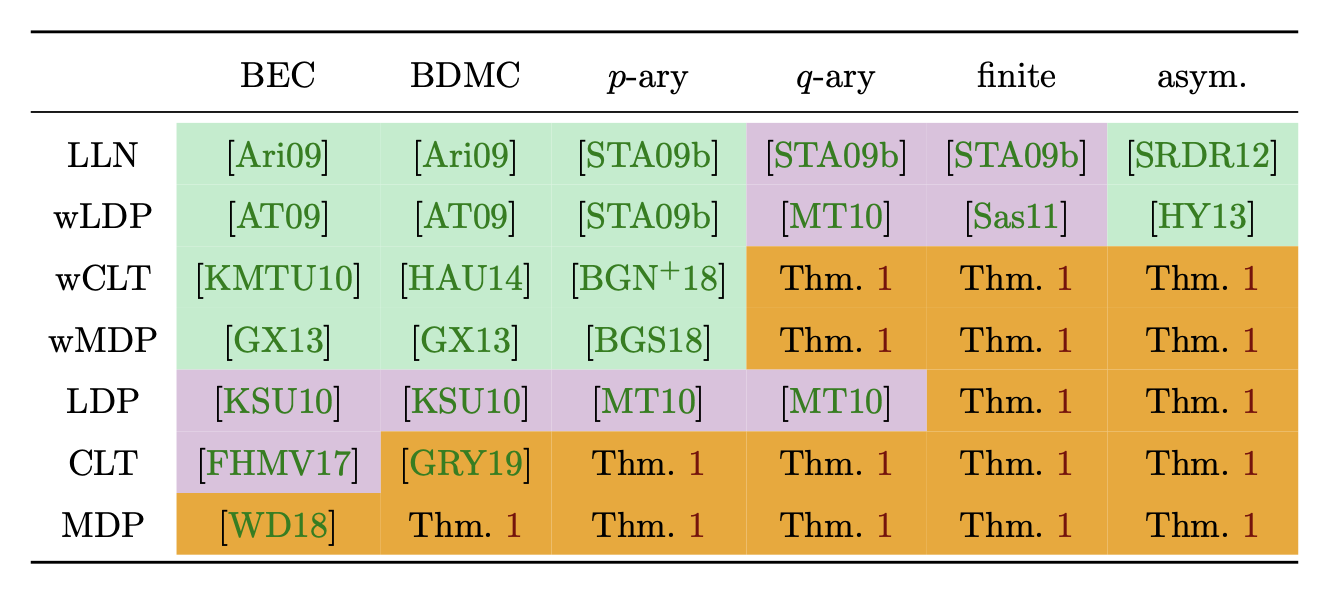 BEC BDMC p-ary q-ary finite asym.
LLN [Ari09] [Ari09] [STA09b] [STA09b] [STA09b] [SRDR12]
wLDP [AT09] [AT09] [STA09b] [MT10] [Sas11] [HY13]
wCLT [KMTU10] [HAU14] [BGN+18] Thm. 1 Thm. 1 Thm. 1
wMDP [GX13] [GX13] [BGS18] Thm. 1 Thm. 1 Thm. 1
LDP [KSU10] [KSU10] [MT10] [MT10] Thm. 1 Thm. 1
CLT [FHMV17] [GRY19] Thm. 1 Thm. 1 Thm. 1 Thm. 1
MDP [WD18] Thm. 1 Thm. 1 Thm. 1 Thm. 1 Thm. 1